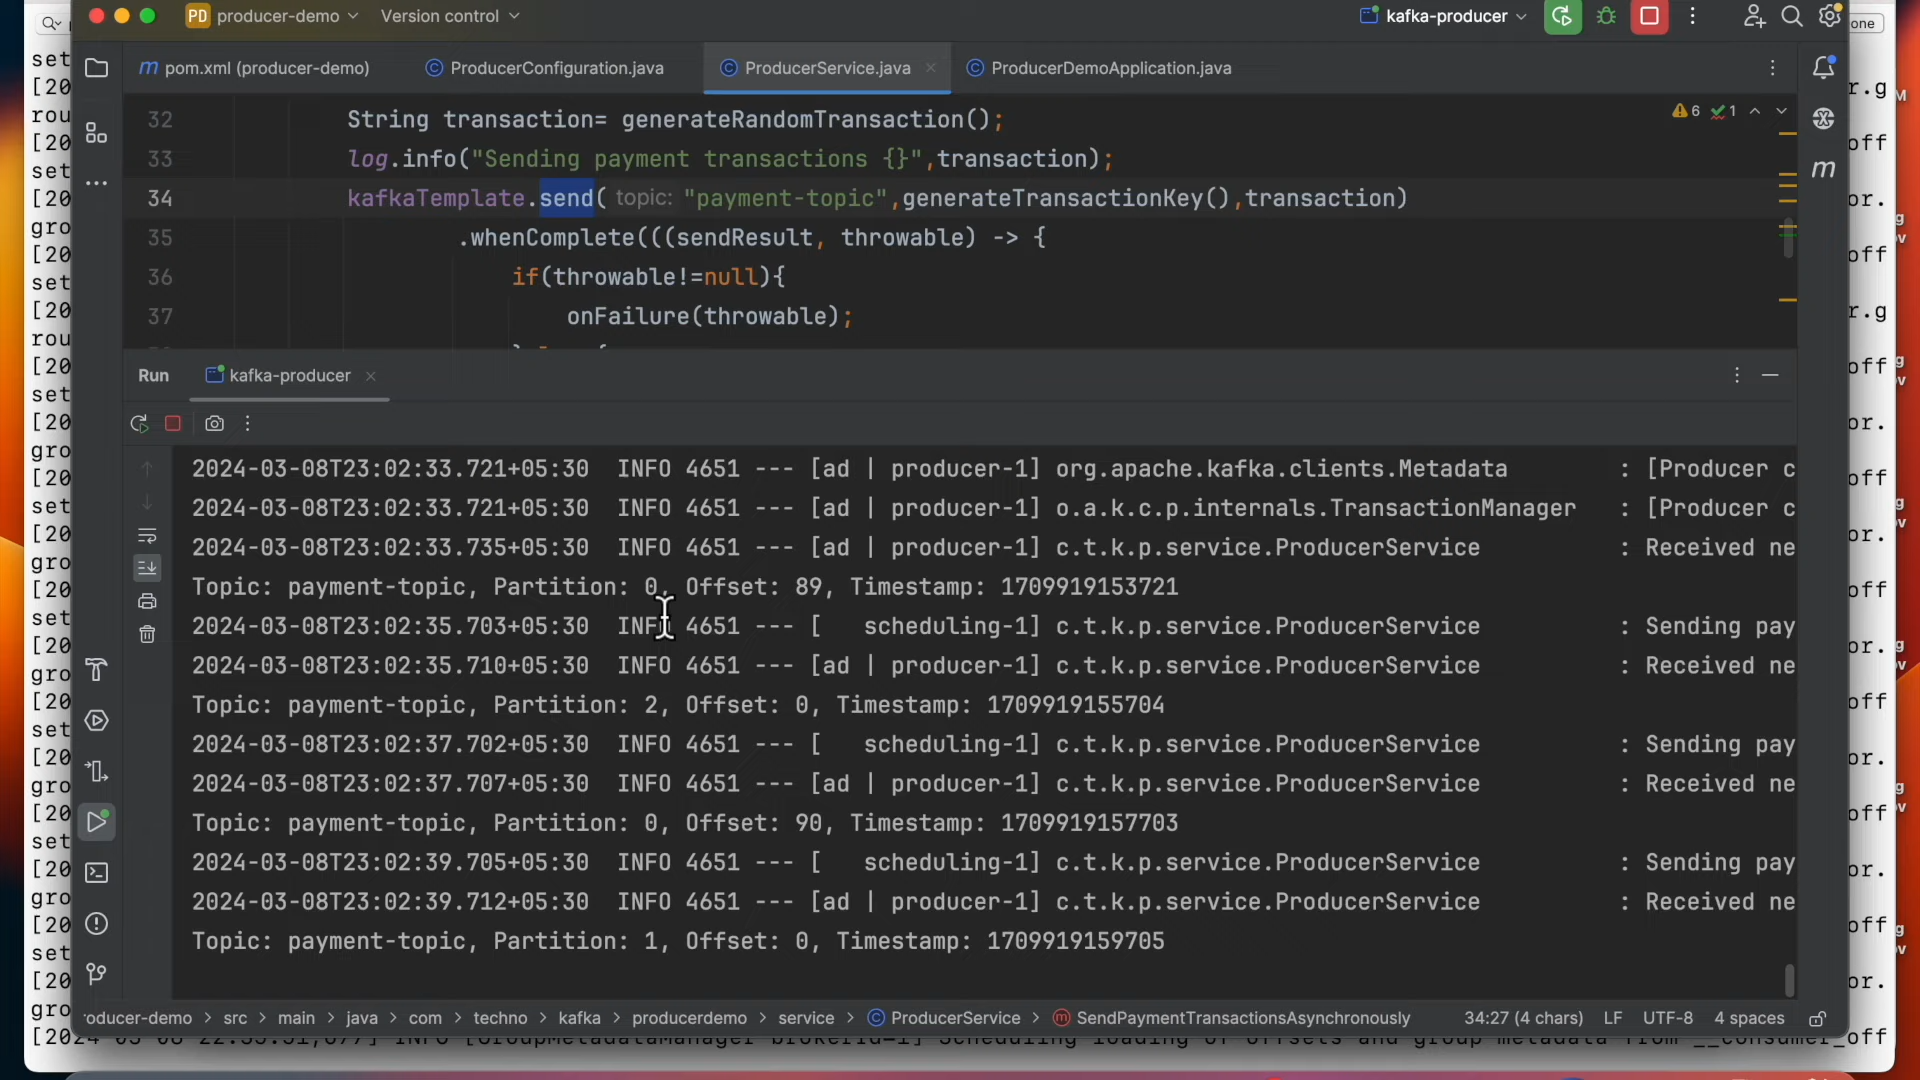 PD producer-demo Version control kafka-producer
pom.xml (producer-demo) ProducerConfiguration.java ProducerService.java ProducerDemoApplication.java
32 String transaction= generateRandomTransaction(); 6 1
33 log.info("Sending payment transactions {}",transaction);
34 kafkaTemplate.send( topic: "payment-topic",generateTransactionKey(),transaction)
35 .whenComplete(((sendResult, throwable) -> {
36 if(throwable!=null){
37 onFailure(throwable);
Run kafka-producer
2024-03-08T23:02:33.721+05:30 INFO 4651 --- [ad | producer-1] org.apache.kafka.clients.Metadata : [Producer c
2024-03-08T23:02:33.721+05:30 INFO 4651 --- [ad | producer-1] o.a.k.c.p.internals.TransactionManager : [Producer c
2024-03-08T23:02:33.735+05:30 INFO 4651 --- [ad | producer-1] c.t.k.p.service.ProducerService : Received ne
Topic: payment-topic, Partition: 0, Offset: 89, Timestamp: 1709919153721
2024-03-08T23:02:35.703+05:30 INFO 4651 --- [ scheduling-1] c.t.k.p.service.ProducerService : Sending pay
2024-03-08T23:02:35.710+05:30 INFO 4651 --- [ad | producer-1] c.t.k.p.service.ProducerService : Received ne
Topic: payment-topic, Partition: 2, Offset: 0, Timestamp: 1709919155704
2024-03-08T23:02:37.702+05:30 INFO 4651 --- [ scheduling-1] c.t.k.p.service.ProducerService : Sending pay
2024-03-08T23:02:37.707+05:30 INFO 4651 --- [ad | producer-1] c.t.k.p.service.ProducerService : Received ne
Topic: payment-topic, Partition: 0, Offset: 90, Timestamp: 1709919157703
2024-03-08T23:02:39.705+05:30 INFO 4651 --- [ scheduling-1] c.t.k.p.service.ProducerService : Sending pay
2024-03-08T23:02:39.712+05:30 INFO 4651 --- [ad | producer-1] c.t.k.p.service.ProducerService : Received ne
Topic: payment-topic, Partition: 1, Offset: 0, Timestamp: 1709919159705
oducer-demo > src > main > java > com > techno > kafka > producerdemo > service > ProducerService > SendPaymentTransactionsAsynchronously 34:27 (4 chars) LF UTF-8 4 spaces